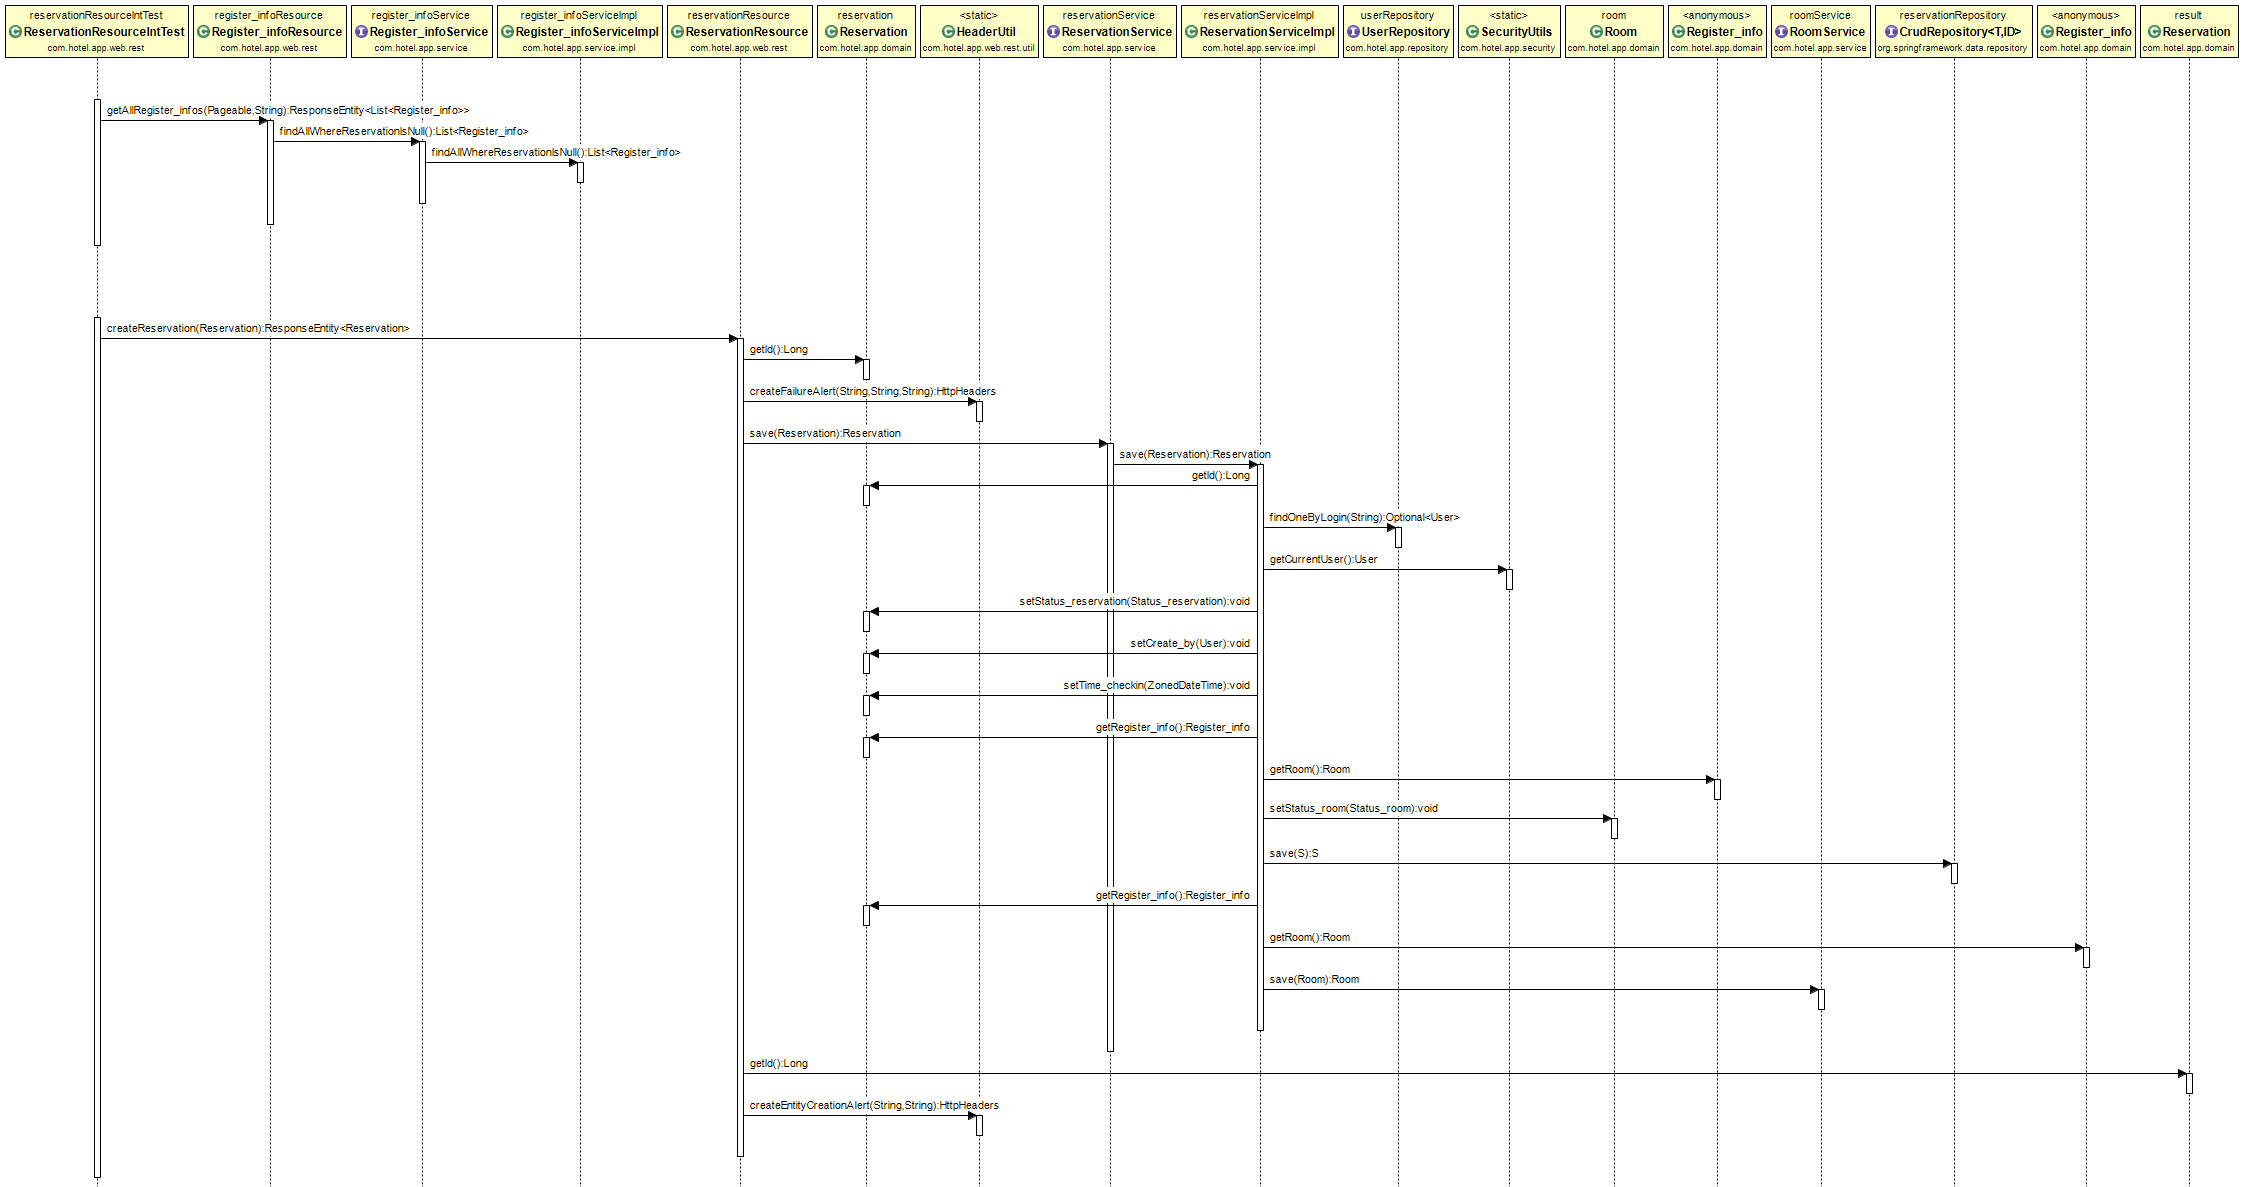 reservationResourceIntTest
ReservationResourceIntTest
com.hotel.app.web.rest
register_infoResource
Register_infoResource
com.hotel.app.web.rest
register_infoService
Register_infoService
com.hotel.app.service
register_infoServiceImpl
Register_infoServiceImpl
com.hotel.app.service.impl
reservationResource
ReservationResource
com.hotel.app.web.rest
reservation
Reservation
com.hotel.app.domain
<static>
HeaderUtil
com.hotel.app.web.rest.util
reservationService
ReservationService
com.hotel.app.service
reservationServiceImpl
ReservationServiceImpl
com.hotel.app.service.impl
userRepository
UserRepository
com.hotel.app.repository
<static>
SecurityUtils
com.hotel.app.security
room
Room
com.hotel.app.domain
<anonymous>
Register_info
com.hotel.app.domain
roomService
RoomService
com.hotel.app.service
reservationRepository
CrudRepository<T,ID>
org.springframework.data.repository
<anonymous>
Register_info
com.hotel.app.domain
result
Reservation
com.hotel.app.domain
getAllRegister_infos(Pageable,String):ResponseEntity<List<Register_info>>
findAllWhereReservationIsNull():List<Register_info>
findAllWhereReservationIsNull():List<Register_info>
createReservation(Reservation):ResponseEntity<Reservation>
getId():Long
createFailureAlert(String,String,String):HttpHeaders
save(Reservation):Reservation
save(Reservation):Reservation
getId():Long
findOneByLogin(String):Optional<User>
getCurrentUser():User
setStatus_reservation(Status_reservation):void
setCreate_by(User):void
setTime_checkin(ZonedDateTime):void
getRegister_info():Register_info
getRoom():Room
setStatus_room(Status_room):void
save(S):S
getRegister_info():Register_info
getRoom():Room
save(Room):Room
getId():Long
createEntityCreationAlert(String,String):HttpHeaders